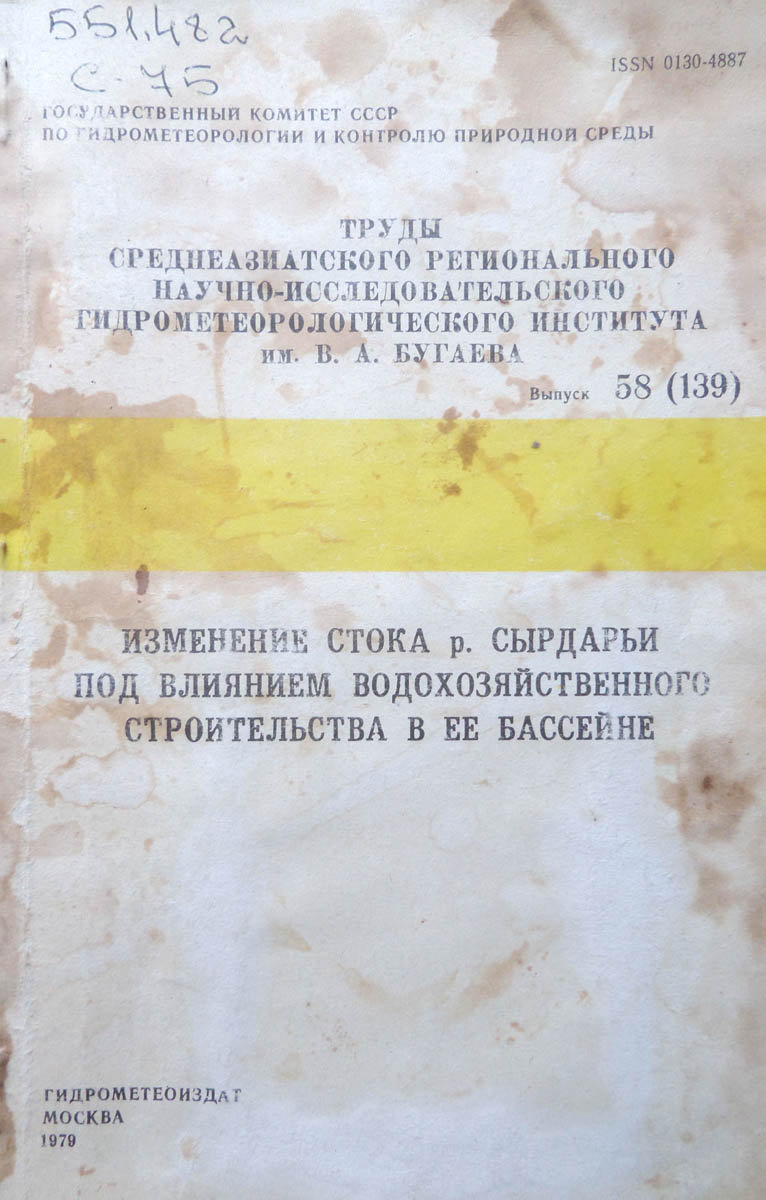 551.482
С-75
ISSN 0130-4887
ГОСУДАРСТВЕННЫЙ КОМИТЕТ СССР
ПО ГИДРОМЕТЕОРОЛОГИИ И КОНТРОЛЮ ПРИРОДНОЙ СРЕДЫ
ТРУДЫ
СРЕДНЕАЗИАТСКОГО РЕГИОНАЛЬНОГО
НАУЧНО-ИССЛЕДОВАТЕЛЬСКОГО
ГИДРОМЕТЕОРОЛОГИЧЕСКОГО ИНСТИТУТА
им. В. А. БУГАЕВА
Выпуск 58 (139)
ИЗМЕНЕНИЕ СТОКА р. СЫРДАРЬИ
ПОД ВЛИЯНИЕМ ВОДОХОЗЯЙСТВЕННОГО
СТРОИТЕЛЬСТВА В ЕЕ БАССЕЙНЕ
ГИДРОМЕТЕОИЗДАТ
МОСКВА
1979